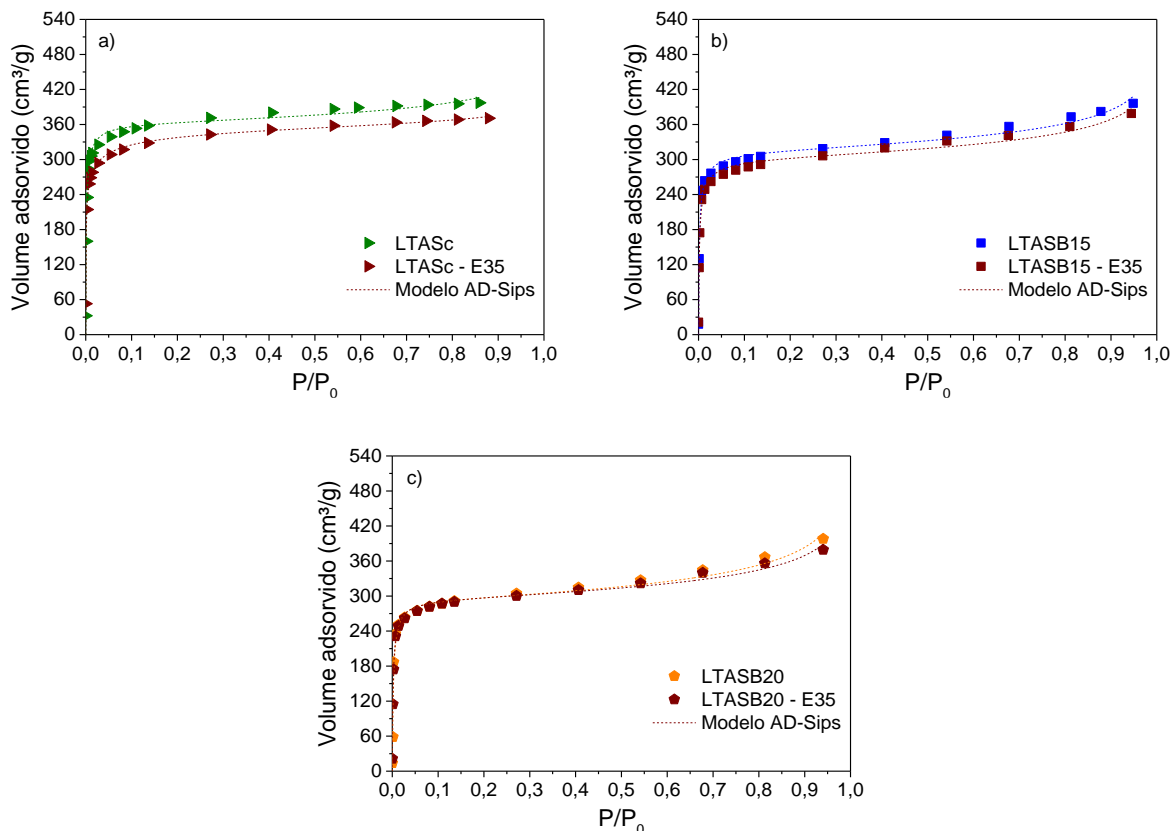 a)
Volume adsorvido (cm³/g)
540
480
420
360
300
240
180
120
60
0
LTASc
LTASc - E35
Modelo AD-Sips
0,0 0,1 0,2 0,3 0,4 0,5 0,6 0,7 0,8 0,9 1,0
P/P₀
b)
Volume adsorvido (cm³/g)
540
480
420
360
300
240
180
120
60
0
LTASB15
LTASB15 - E35
Modelo AD-Sips
0,0 0,1 0,2 0,3 0,4 0,5 0,6 0,7 0,8 0,9 1,0
P/P₀
c)
Volume adsorvido (cm³/g)
540
480
420
360
300
240
180
120
60
0
LTASB20
LTASB20 - E35
Modelo AD-Sips
0,0 0,1 0,2 0,3 0,4 0,5 0,6 0,7 0,8 0,9 1,0
P/P₀